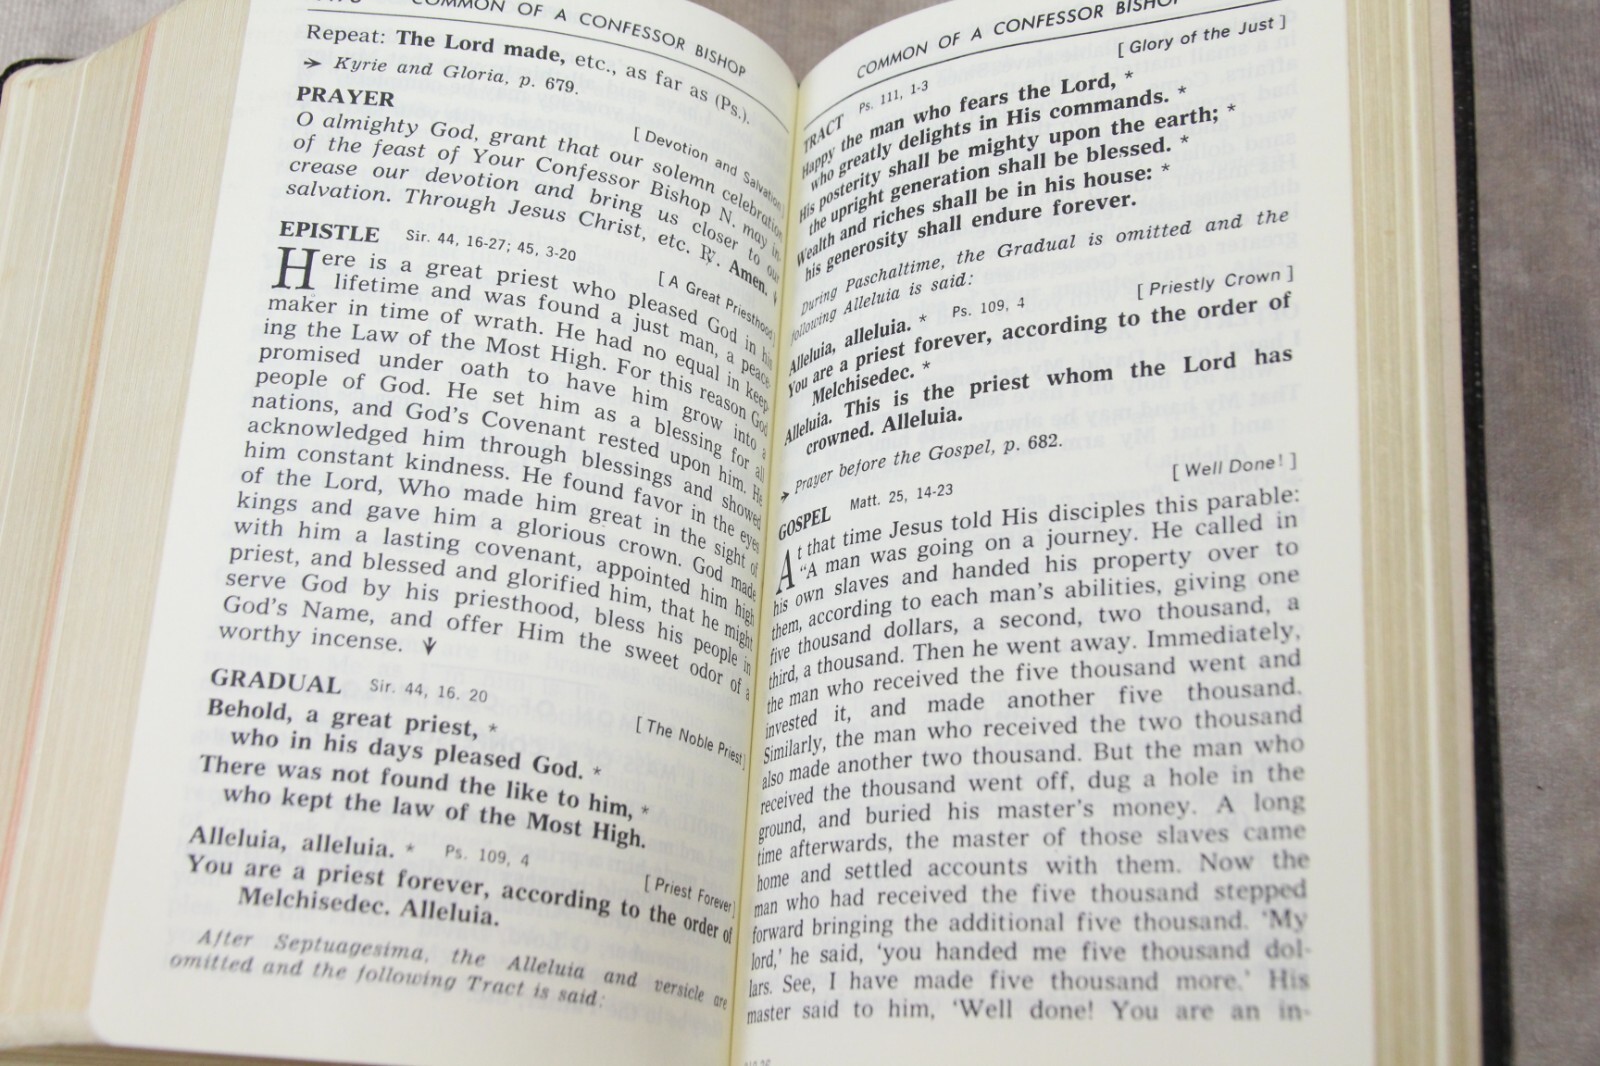 COMMON OF A CONFESSOR BISHOP
Repeat: The Lord made, etc., as far as (Ps.).
➔ Kyrie and Gloria, p. 679.
PRAYER
[ Devotion and Salvation ]
O almighty God, grant that our solemn celebration
of the feast of Your Confessor Bishop N. may in-
crease our devotion and bring us closer to our
salvation. Through Jesus Christ, etc. ℟. Amen. ↓
EPISTLE Sir. 44, 16-27; 45, 3-20
[ A Great Priesthood ]
Here is a great priest who pleased God in his
lifetime and was found a just man, a peace-
maker in time of wrath. He had no equal in keep-
ing the Law of the Most High. For this reason God
promised under oath to have him grow into a
people of God. He set him as a blessing for all
nations, and God's Covenant rested upon him. He
acknowledged him through blessings and showed
him constant kindness. He found favor in the eyes
of the Lord, Who made him great in the sight of
kings and gave him a glorious crown. God made
with him a lasting covenant, appointed him high
priest, and blessed and glorified him, that he might
serve God by his priesthood, bless his people in
God's Name, and offer Him the sweet odor of a
worthy incense. ↓
GRADUAL Sir. 44, 16. 20
[ The Noble Priest ]
Behold, a great priest, *
who in his days pleased God. *
There was not found the like to him, *
who kept the law of the Most High.
Alleluia, alleluia. * Ps. 109, 4
[ Priest Forever ]
You are a priest forever, according to the order of
Melchisedec. Alleluia.
After Septuagesima, the Alleluia and versicle are
omitted and the following Tract is said:
COMMON OF A CONFESSOR BISHOP
[ Glory of the Just ]
TRACT Ps. 111, 1-3
Happy the man who fears the Lord, *
who greatly delights in His commands. *
His posterity shall be mighty upon the earth; *
the upright generation shall be blessed. *
Wealth and riches shall be in his house: *
his generosity shall endure forever.
During Paschaltime, the Gradual is omitted and the
following Alleluia is said:
[ Priestly Crown ]
Alleluia, alleluia. * Ps. 109, 4
You are a priest forever, according to the order of
Melchisedec. *
Alleluia. This is the priest whom the Lord has
crowned. Alleluia.
➔ Prayer before the Gospel, p. 682.
[ Well Done! ]
GOSPEL Matt. 25, 14-23
At that time Jesus told His disciples this parable:
"A man was going on a journey. He called in
his own slaves and handed his property over to
them, according to each man's abilities, giving one
five thousand dollars, a second, two thousand, a
third, a thousand. Then he went away. Immediately,
the man who received the five thousand went and
invested it, and made another five thousand.
Similarly, the man who received the two thousand
also made another two thousand. But the man who
received the thousand went off, dug a hole in the
ground, and buried his master's money. A long
time afterwards, the master of those slaves came
home and settled accounts with them. Now the
man who had received the five thousand stepped
forward bringing the additional five thousand. 'My
lord,' he said, 'you handed me five thousand dol-
lars. See, I have made five thousand more.' His
master said to him, 'Well done! You are an in-